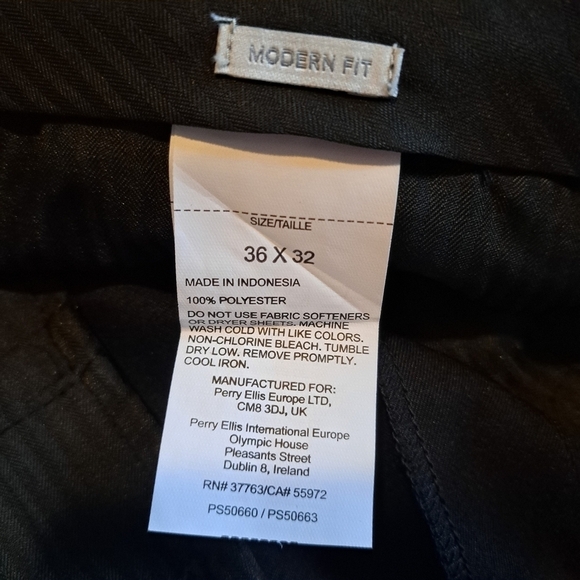 MODERN FIT
SIZE/TAILLE
36 X 32
MADE IN INDONESIA
100% POLYESTER
DO NOT USE FABRIC SOFTENERS
OR DRYER SHEETS. MACHINE
WASH COLD WITH LIKE COLORS.
NON-CHLORINE BLEACH. TUMBLE
DRY LOW. REMOVE PROMPTLY.
COOL IRON.
MANUFACTURED FOR:
Perry Ellis Europe LTD,
CM8 3DJ, UK
Perry Ellis International Europe
Olympic House
Pleasants Street
Dublin 8, Ireland
RN# 37763/CA# 55972
PS50660 / PS50663